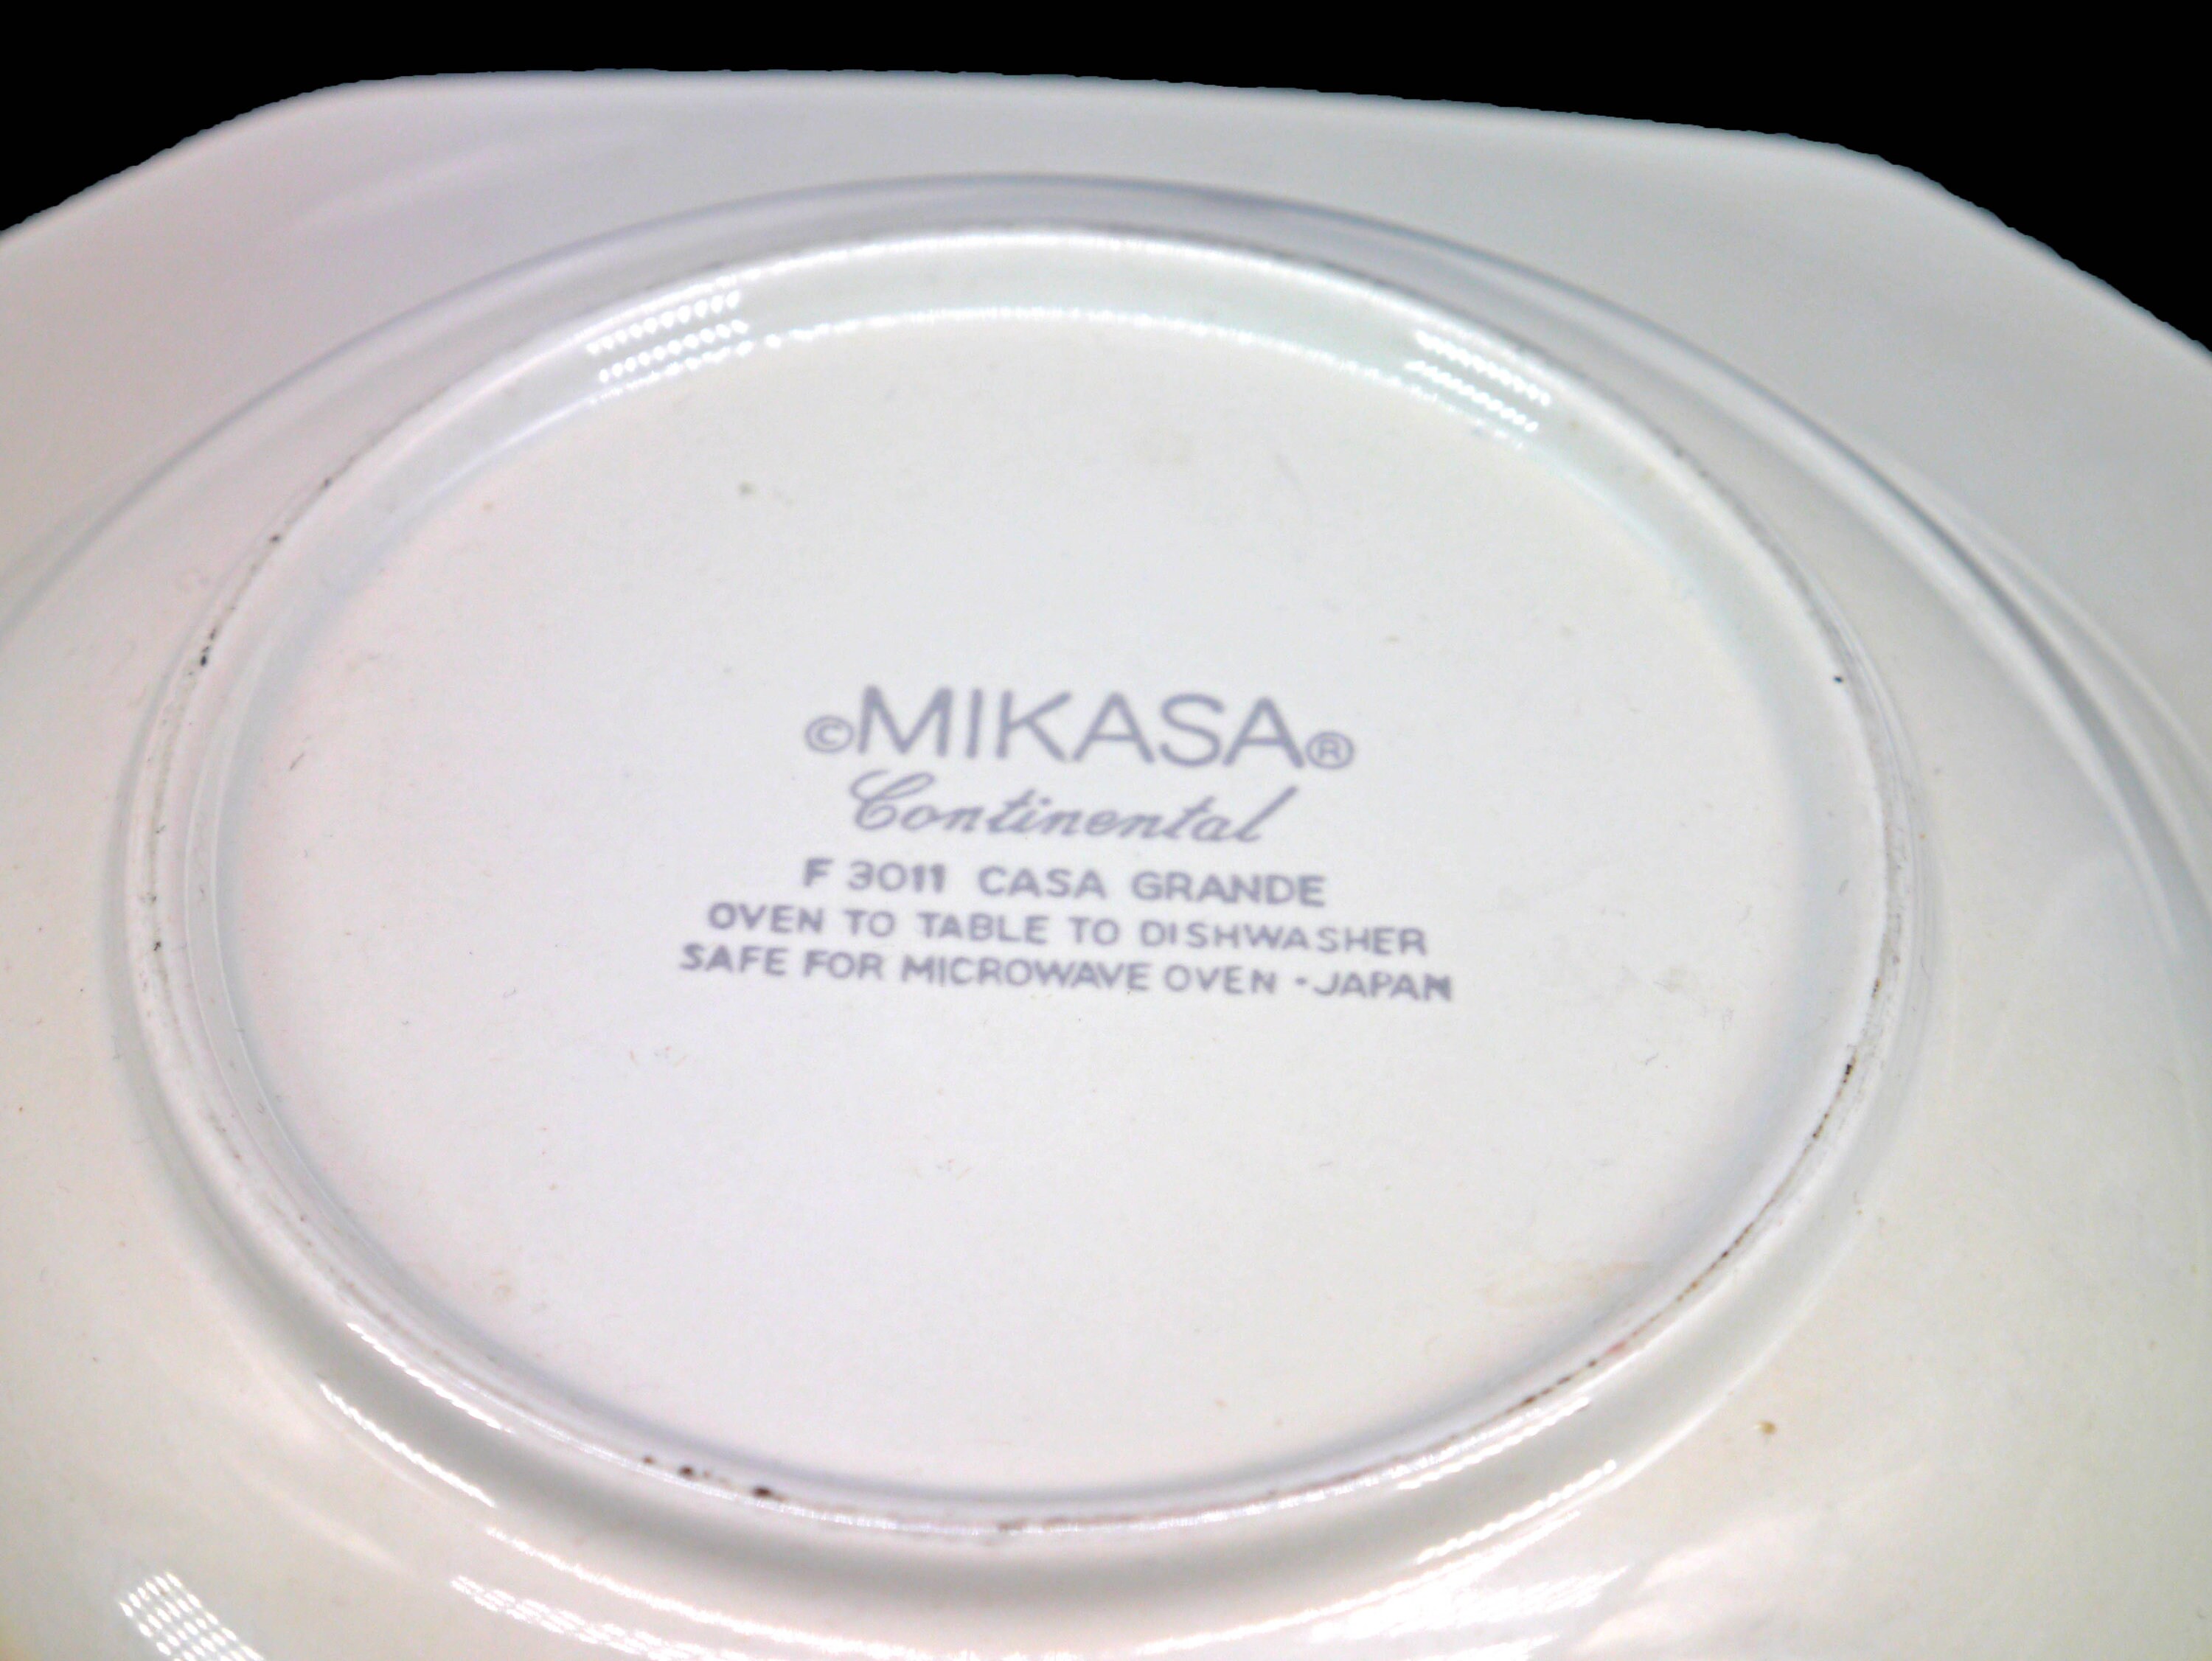 ©MIKASA®
Continental
F 3011 CASA GRANDE
OVEN TO TABLE TO DISHWASHER
SAFE FOR MICROWAVE OVEN - JAPAN